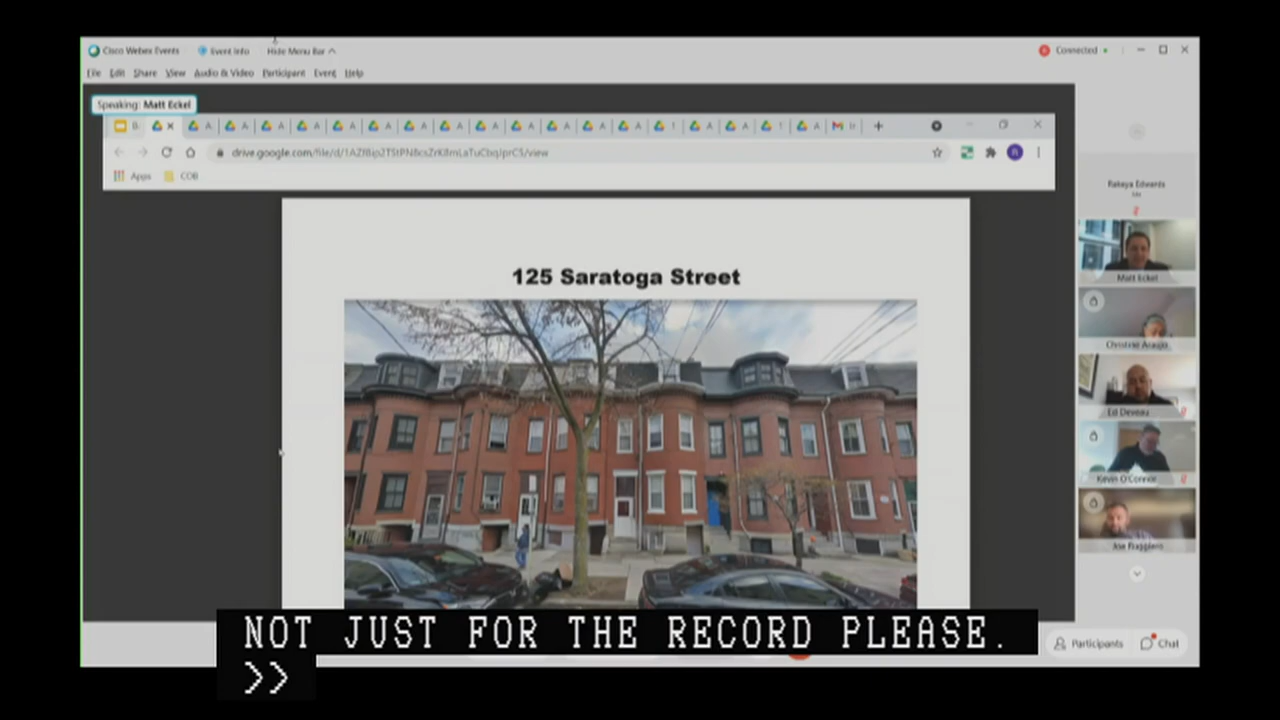 Cisco Webex Events Event Info Hide Menu Bar Connected
File Edit Share View Audio & Video Participant Event Help
Speaking: Matt Eckel
Apps COB
Rakeya Edwards
Me
125 Saratoga Street
Matt Eckel
Christine Araujo
Ed Deveau
Kevin O'Connor
Joe Ruggiero
NOT JUST FOR THE RECORD PLEASE.
>>
Participants Chat